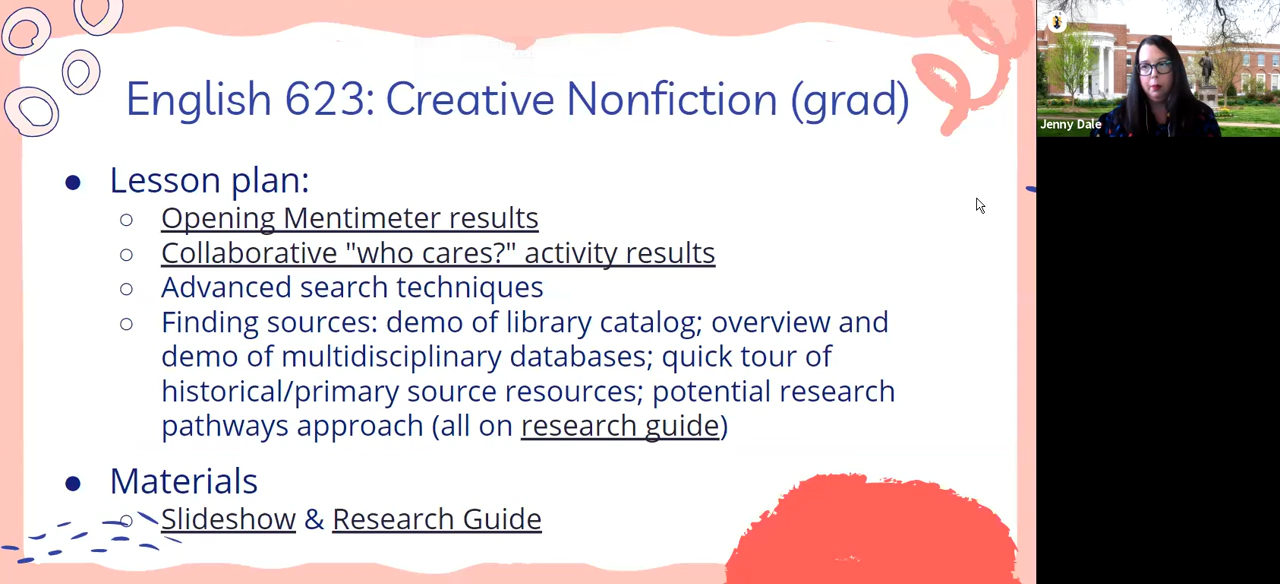 English 623: Creative Nonfiction (grad)
● Lesson plan:
○ Opening Mentimeter results
○ Collaborative "who cares?" activity results
○ Advanced search techniques
○ Finding sources: demo of library catalog; overview and
demo of multidisciplinary databases; quick tour of
historical/primary source resources; potential research
pathways approach (all on research guide)
● Materials
○ Slideshow & Research Guide
Jenny Dale